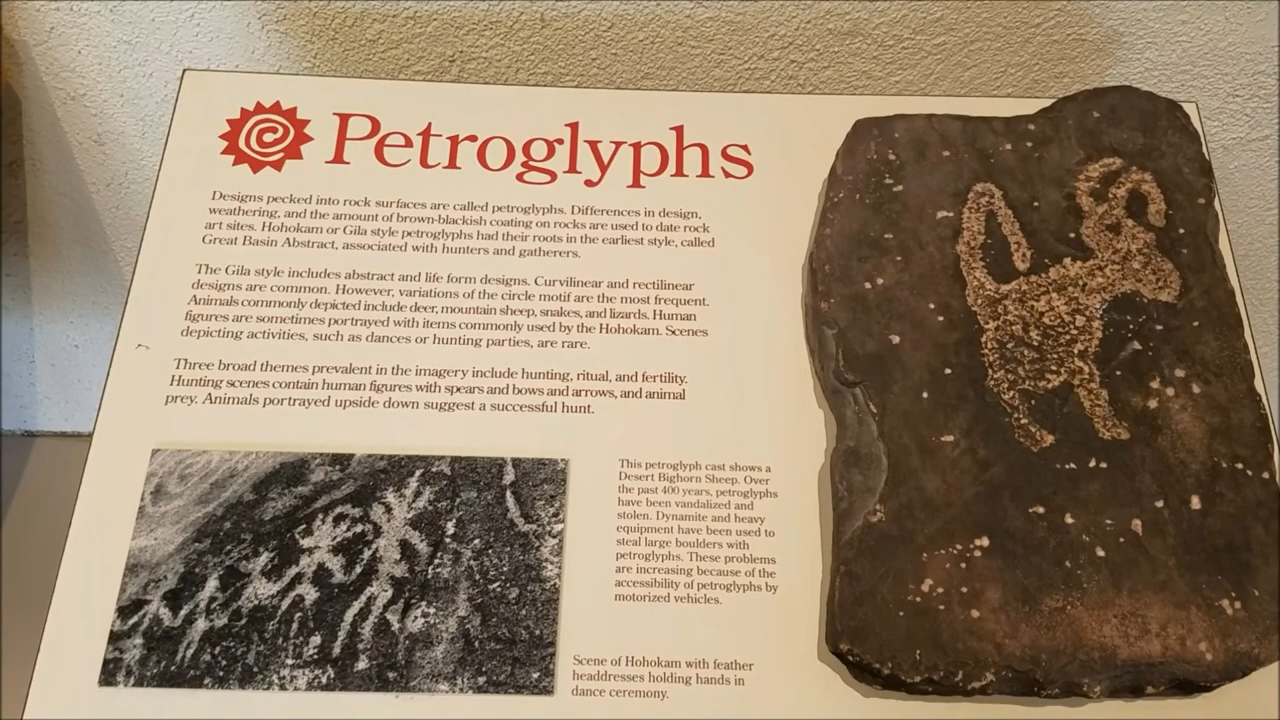 Petroglyphs
Designs pecked into rock surfaces are called petroglyphs. Differences in design,
weathering, and the amount of brown-blackish coating on rocks are used to date rock
art sites. Hohokam or Gila style petroglyphs had their roots in the earliest style, called
Great Basin Abstract, associated with hunters and gatherers.
The Gila style includes abstract and life form designs. Curvilinear and rectilinear
designs are common. However, variations of the circle motif are the most frequent.
Animals commonly depicted include deer, mountain sheep, snakes, and lizards. Human
figures are sometimes portrayed with items commonly used by the Hohokam. Scenes
depicting activities, such as dances or hunting parties, are rare.
Three broad themes prevalent in the imagery include hunting, ritual, and fertility.
Hunting scenes contain human figures with spears and bows and arrows, and animal
prey. Animals portrayed upside down suggest a successful hunt.
This petroglyph cast shows a
Desert Bighorn Sheep. Over
the past 400 years, petroglyphs
have been vandalized and
stolen. Dynamite and heavy
equipment have been used to
steal large boulders with
petroglyphs. These problems
are increasing because of the
accessibility of petroglyphs by
motorized vehicles.
Scene of Hohokam with feather
headdresses holding hands in
dance ceremony.